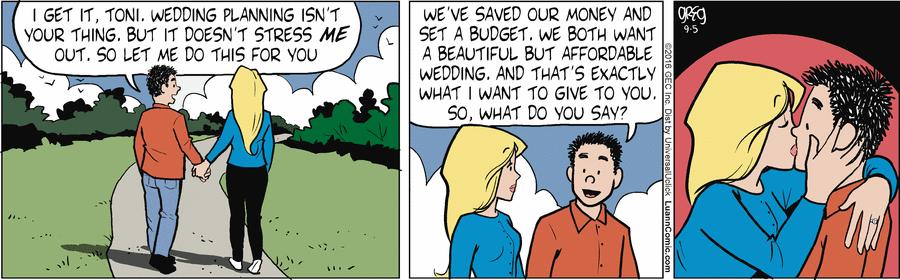 I GET IT, TONI. WEDDING PLANNING ISN'T
YOUR THING. BUT IT DOESN'T STRESS ME
OUT. SO LET ME DO THIS FOR YOU
WE'VE SAVED OUR MONEY AND
SET A BUDGET. WE BOTH WANT
A BEAUTIFUL BUT AFFORDABLE
WEDDING. AND THAT'S EXACTLY
WHAT I WANT TO GIVE TO YOU.
SO, WHAT DO YOU SAY?
©2016 GEC Inc. Dist by UniversalUclick LuannComic.com
GREG
9-5